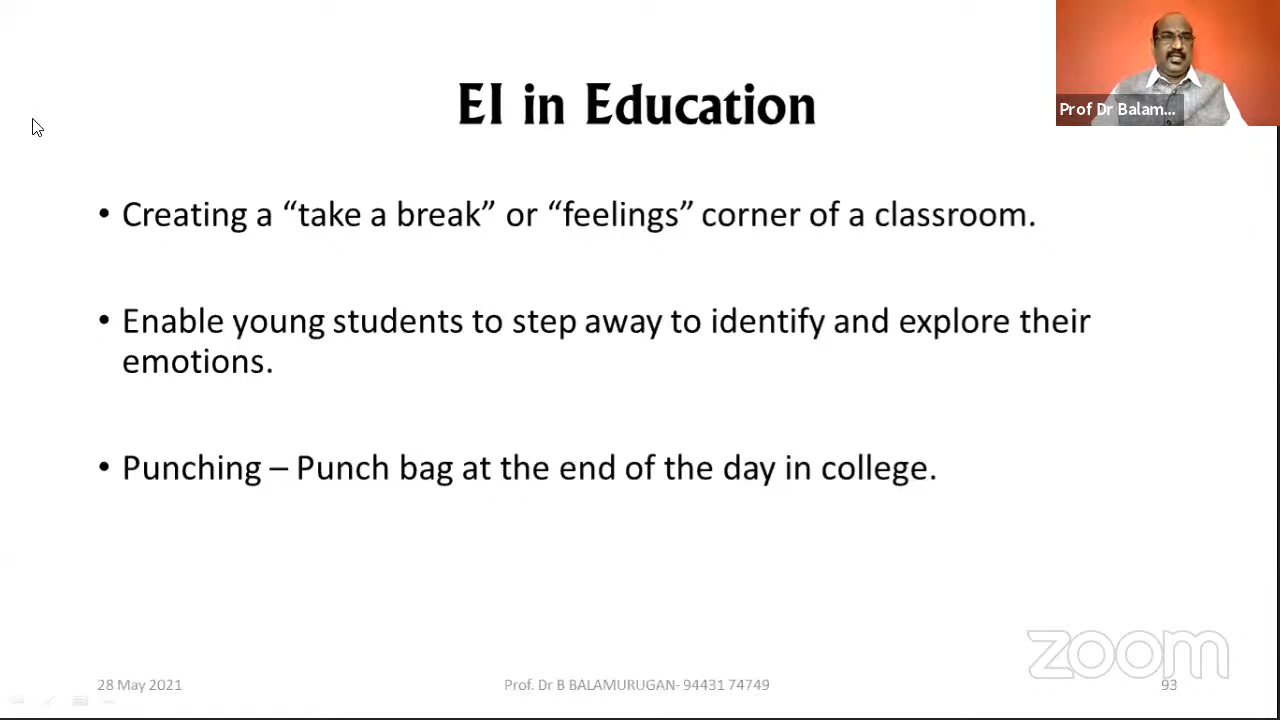 EI in Education
Prof Dr Balam...
• Creating a “take a break” or “feelings” corner of a classroom.
• Enable young students to step away to identify and explore their
emotions.
• Punching – Punch bag at the end of the day in college.
zoom
28 May 2021
Prof. Dr B BALAMURUGAN- 94431 74749
93